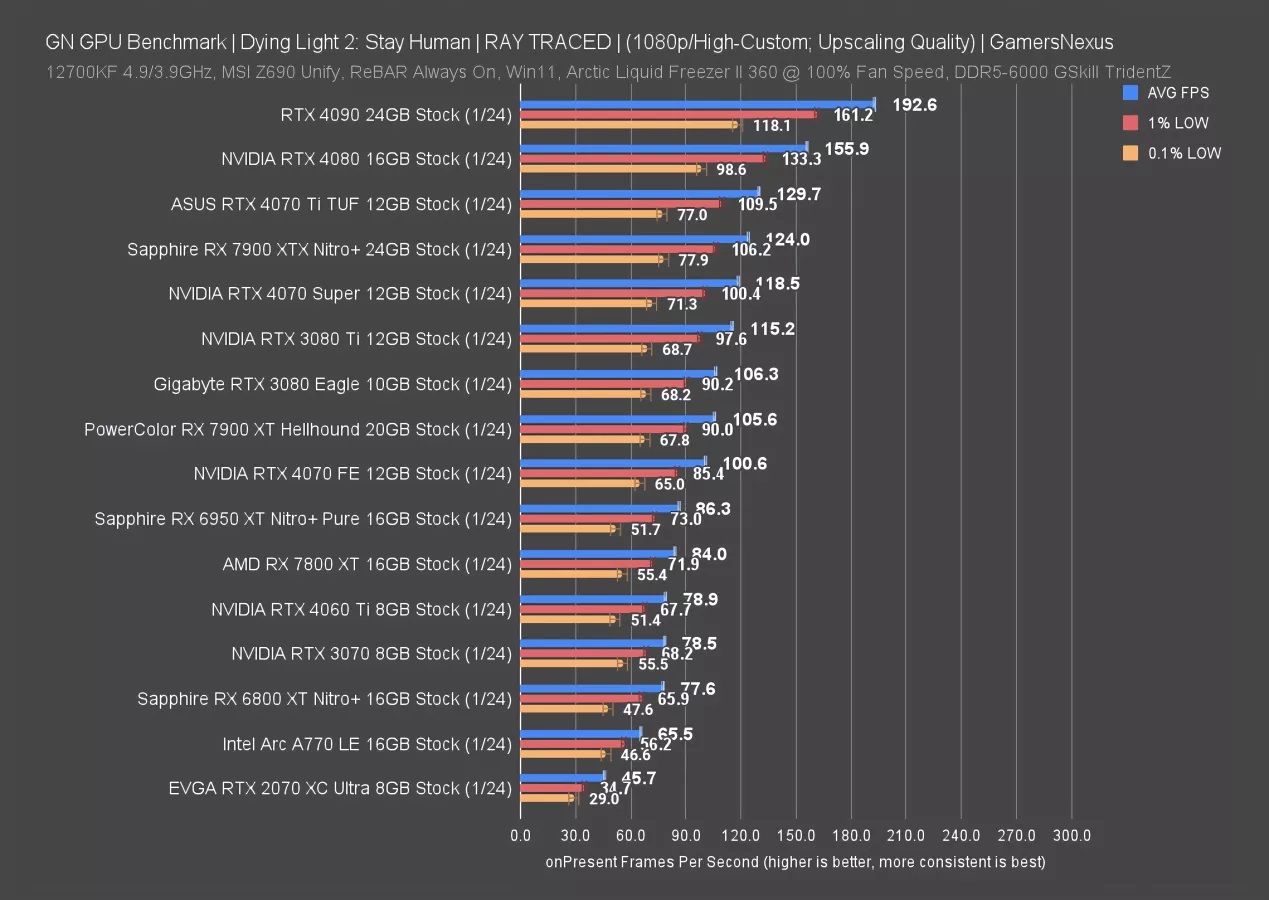 GN GPU Benchmark | Dying Light 2: Stay Human | RAY TRACED | (1080p/High-Custom; Upscaling Quality) | GamersNexus
12700KF 4.9/3.9GHz, MSI Z690 Unify, ReBAR Always On, Win11, Arctic Liquid Freezer II 360 @ 100% Fan Speed, DDR5-6000 GSkill TridentZ
AVG FPS
1% LOW
0.1% LOW
RTX 4090 24GB Stock (1/24) 192.6 161.2 118.1
NVIDIA RTX 4080 16GB Stock (1/24) 155.9 133.3 98.6
ASUS RTX 4070 Ti TUF 12GB Stock (1/24) 129.7 109.5 77.0
Sapphire RX 7900 XTX Nitro+ 24GB Stock (1/24) 124.0 106.2 77.9
NVIDIA RTX 4070 Super 12GB Stock (1/24) 118.5 100.4 71.3
NVIDIA RTX 3080 Ti 12GB Stock (1/24) 115.2 97.6 68.7
Gigabyte RTX 3080 Eagle 10GB Stock (1/24) 106.3 90.2 68.2
PowerColor RX 7900 XT Hellhound 20GB Stock (1/24) 105.6 90.0 67.8
NVIDIA RTX 4070 FE 12GB Stock (1/24) 100.6 85.4 65.0
Sapphire RX 6950 XT Nitro+ Pure 16GB Stock (1/24) 86.3 73.0 51.7
AMD RX 7800 XT 16GB Stock (1/24) 84.0 71.9 55.4
NVIDIA RTX 4060 Ti 8GB Stock (1/24) 78.9 67.7 51.4
NVIDIA RTX 3070 8GB Stock (1/24) 78.5 68.2 55.5
Sapphire RX 6800 XT Nitro+ 16GB Stock (1/24) 77.6 65.9 47.6
Intel Arc A770 LE 16GB Stock (1/24) 65.5 56.2 46.6
EVGA RTX 2070 XC Ultra 8GB Stock (1/24) 45.7 34.7 29.0
0.0 30.0 60.0 90.0 120.0 150.0 180.0 210.0 240.0 270.0 300.0
onPresent Frames Per Second (higher is better, more consistent is best)